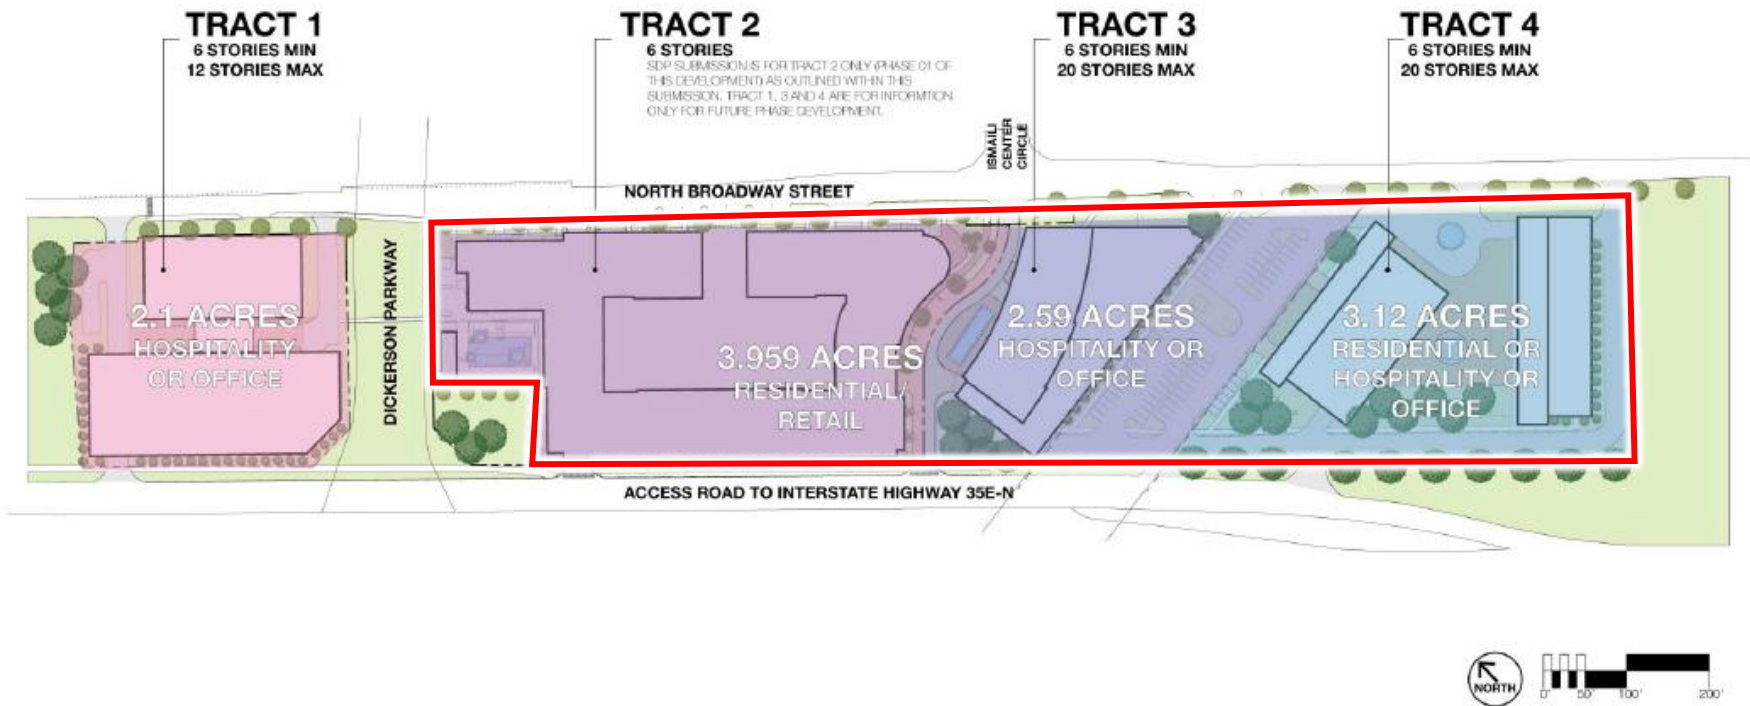 TRACT 1
6 STORIES MIN
12 STORIES MAX
TRACT 2
6 STORIES
SDP SUBMISSION IS FOR TRACT 2 ONLY (PHASE 01 OF
THIS DEVELOPMENT) AS OUTLINED WITHIN THIS
SUBMISSION. TRACT 1, 3 AND 4 ARE FOR INFORMTION
ONLY FOR FUTURE PHASE DEVELOPMENT.
TRACT 3
6 STORIES MIN
20 STORIES MAX
TRACT 4
6 STORIES MIN
20 STORIES MAX
ISMAILI
CENTER
CIRCLE
NORTH BROADWAY STREET
DICKERSON PARKWAY
2.1 ACRES
HOSPITALITY
OR OFFICE
3.959 ACRES
RESIDENTIAL/
RETAIL
2.59 ACRES
HOSPITALITY OR
OFFICE
3.12 ACRES
RESIDENTIAL OR
HOSPITALITY OR
OFFICE
ACCESS ROAD TO INTERSTATE HIGHWAY 35E-N
NORTH
0' 50' 100' 200'